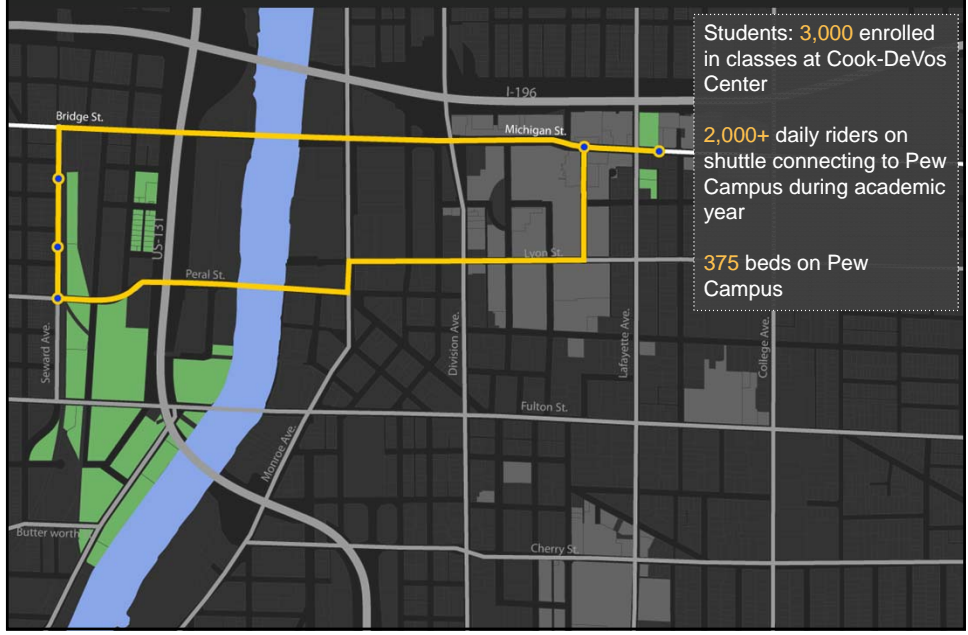 Students: 3,000 enrolled
in classes at Cook-DeVos
Center
2,000+ daily riders on
shuttle connecting to Pew
Campus during academic
year
375 beds on Pew
Campus
I-196
Bridge St.
Michigan St.
US-131
Lyon St.
Peral St.
Seward Ave.
Division Ave.
Lafayette Ave.
College Ave.
Fulton St.
Monroe Ave.
Butter worth
Cherry St.